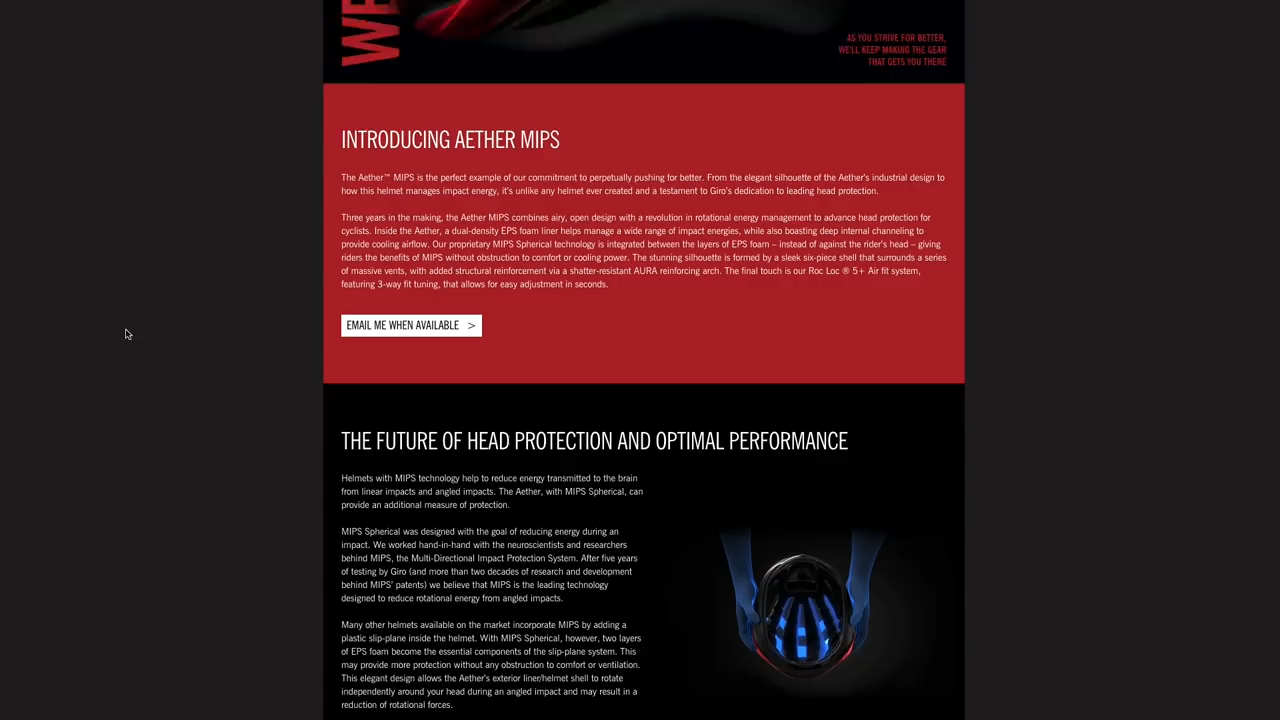 WE
AS YOU STRIVE FOR BETTER,
WE'LL KEEP MAKING THE GEAR
THAT GETS YOU THERE
INTRODUCING AETHER MIPS
The Aether™ MIPS is the perfect example of our commitment to perpetually pushing for better. From the elegant silhouette of the Aether's industrial design to
how this helmet manages impact energy, it's unlike any helmet ever created and a testament to Giro's dedication to leading head protection.
Three years in the making, the Aether MIPS combines airy, open design with a revolution in rotational energy management to advance head protection for
cyclists. Inside the Aether, a dual-density EPS foam liner helps manage a wide range of impact energies, while also boasting deep internal channeling to
provide cooling airflow. Our proprietary MIPS Spherical technology is integrated between the layers of EPS foam – instead of against the rider's head – giving
riders the benefits of MIPS without obstruction to comfort or cooling power. The stunning silhouette is formed by a sleek six-piece shell that surrounds a series
of massive vents, with added structural reinforcement via a shatter-resistant AURA reinforcing arch. The final touch is our Roc Loc ® 5+ Air fit system,
featuring 3-way fit tuning, that allows for easy adjustment in seconds.
EMAIL ME WHEN AVAILABLE >
THE FUTURE OF HEAD PROTECTION AND OPTIMAL PERFORMANCE
Helmets with MIPS technology help to reduce energy transmitted to the brain
from linear impacts and angled impacts. The Aether, with MIPS Spherical, can
provide an additional measure of protection.
MIPS Spherical was designed with the goal of reducing energy during an
impact. We worked hand-in-hand with the neuroscientists and researchers
behind MIPS, the Multi-Directional Impact Protection System. After five years
of testing by Giro (and more than two decades of research and development
behind MIPS' patents) we believe that MIPS is the leading technology
designed to reduce rotational energy from angled impacts.
Many other helmets available on the market incorporate MIPS by adding a
plastic slip-plane inside the helmet. With MIPS Spherical, however, two layers
of EPS foam become the essential components of the slip-plane system. This
may provide more protection without any obstruction to comfort or ventilation.
This elegant design allows the Aether's exterior liner/helmet shell to rotate
independently around your head during an angled impact and may result in a
reduction of rotational forces.